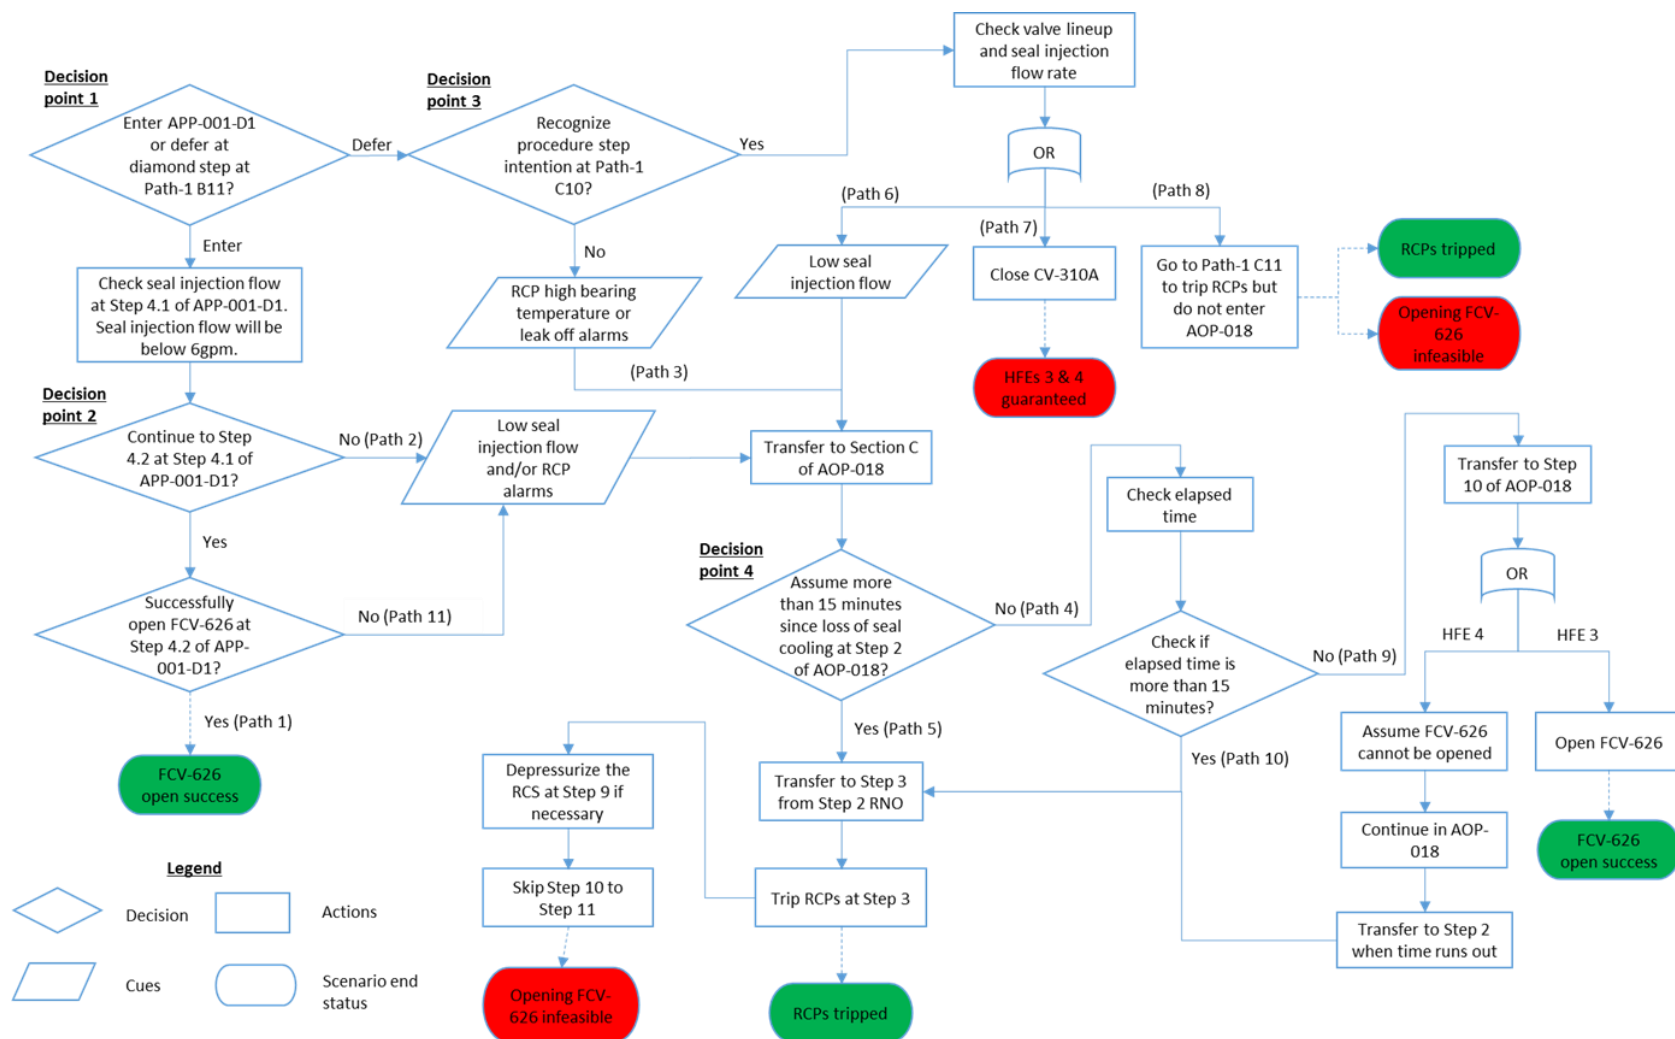 Decision
point 1
Enter APP-001-D1
or defer at
diamond step at
Path-1 B11?
Defer
Decision
point 3
Recognize
procedure step
intention at Path-1
C10?
Yes
Check valve lineup
and seal injection
flow rate
OR
(Path 6)
(Path 7)
(Path 8)
Enter
No
Check seal injection flow
at Step 4.1 of APP-001-D1.
Seal injection flow will be
below 6gpm.
RCP high bearing
temperature or
leak off alarms
(Path 3)
Low seal
injection flow
Close CV-310A
HFEs 3 & 4
guaranteed
Go to Path-1 C11
to trip RCPs but
do not enter
AOP-018
RCPs tripped
Opening FCV-
626
infeasible
Decision
point 2
Continue to Step
4.2 at Step 4.1 of
APP-001-D1?
No (Path 2)
Low seal
injection flow
and/or RCP
alarms
Transfer to Section C
of AOP-018
Yes
Successfully
open FCV-626 at
Step 4.2 of APP-
001-D1?
No (Path 11)
Yes (Path 1)
FCV-626
open success
Decision
point 4
Assume more
than 15 minutes
since loss of seal
cooling at Step 2
of AOP-018?
No (Path 4)
Check elapsed
time
Check if
elapsed time is
more than 15
minutes?
No (Path 9)
Transfer to Step
10 of AOP-018
OR
HFE 4
HFE 3
Assume FCV-626
cannot be opened
Open FCV-626
Continue in AOP-
018
FCV-626
open success
Transfer to Step 2
when time runs out
Yes (Path 5)
Yes (Path 10)
Transfer to Step 3
from Step 2 RNO
Trip RCPs at Step 3
RCPs tripped
Depressurize the
RCS at Step 9 if
necessary
Skip Step 10 to
Step 11
Opening FCV-
626 infeasible
Legend
Decision
Actions
Cues
Scenario end
status